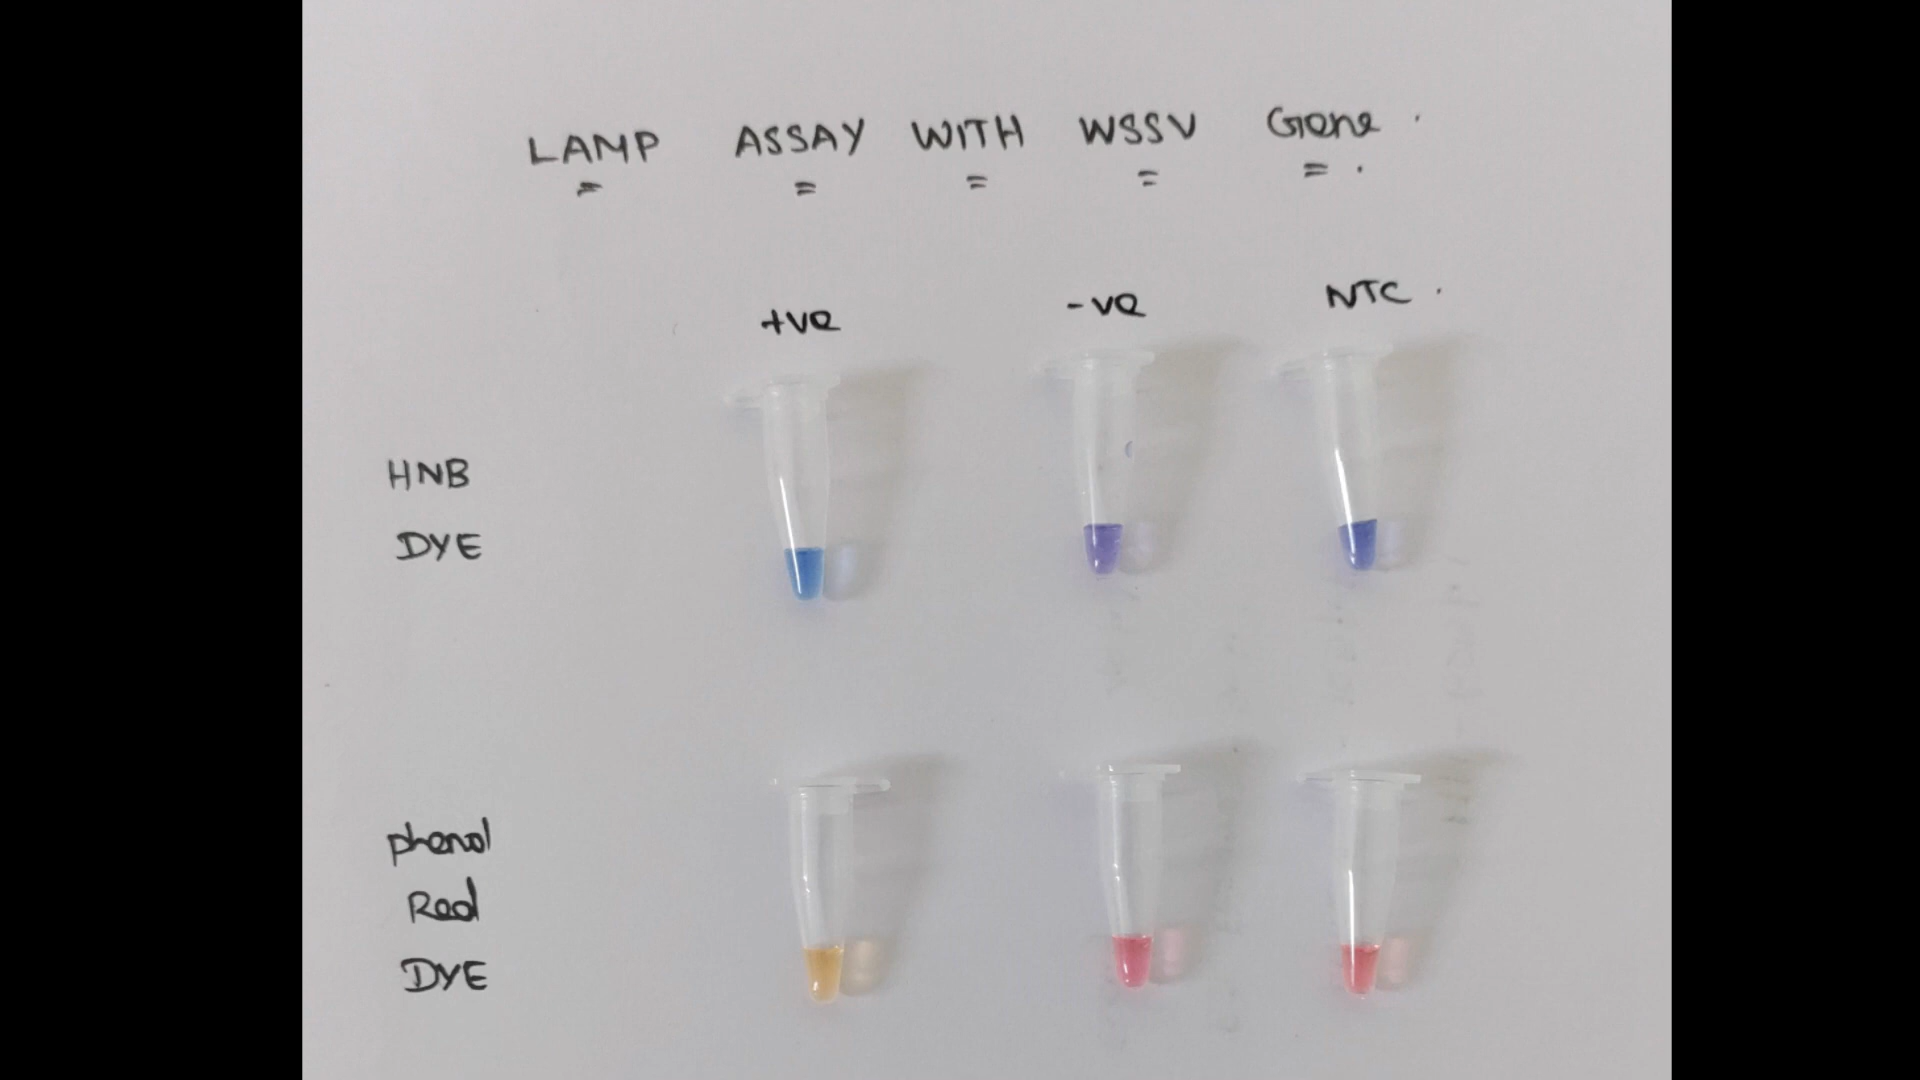 LAMP ASSAY WITH WSSV Gene.
+ve -ve NTC.
HNB
DYE
phenol
Red
DYE